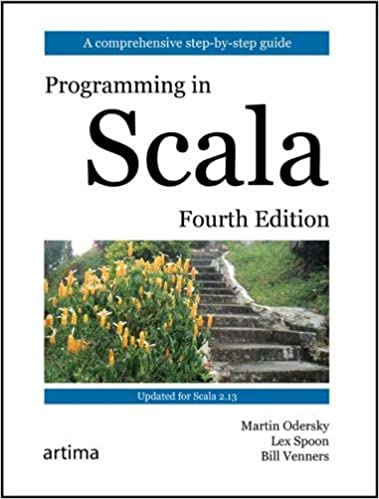 A comprehensive step-by-step guide
Programming in
Scala
Fourth Edition
Updated for Scala 2.13
Martin Odersky
Lex Spoon
Bill Venners
artima